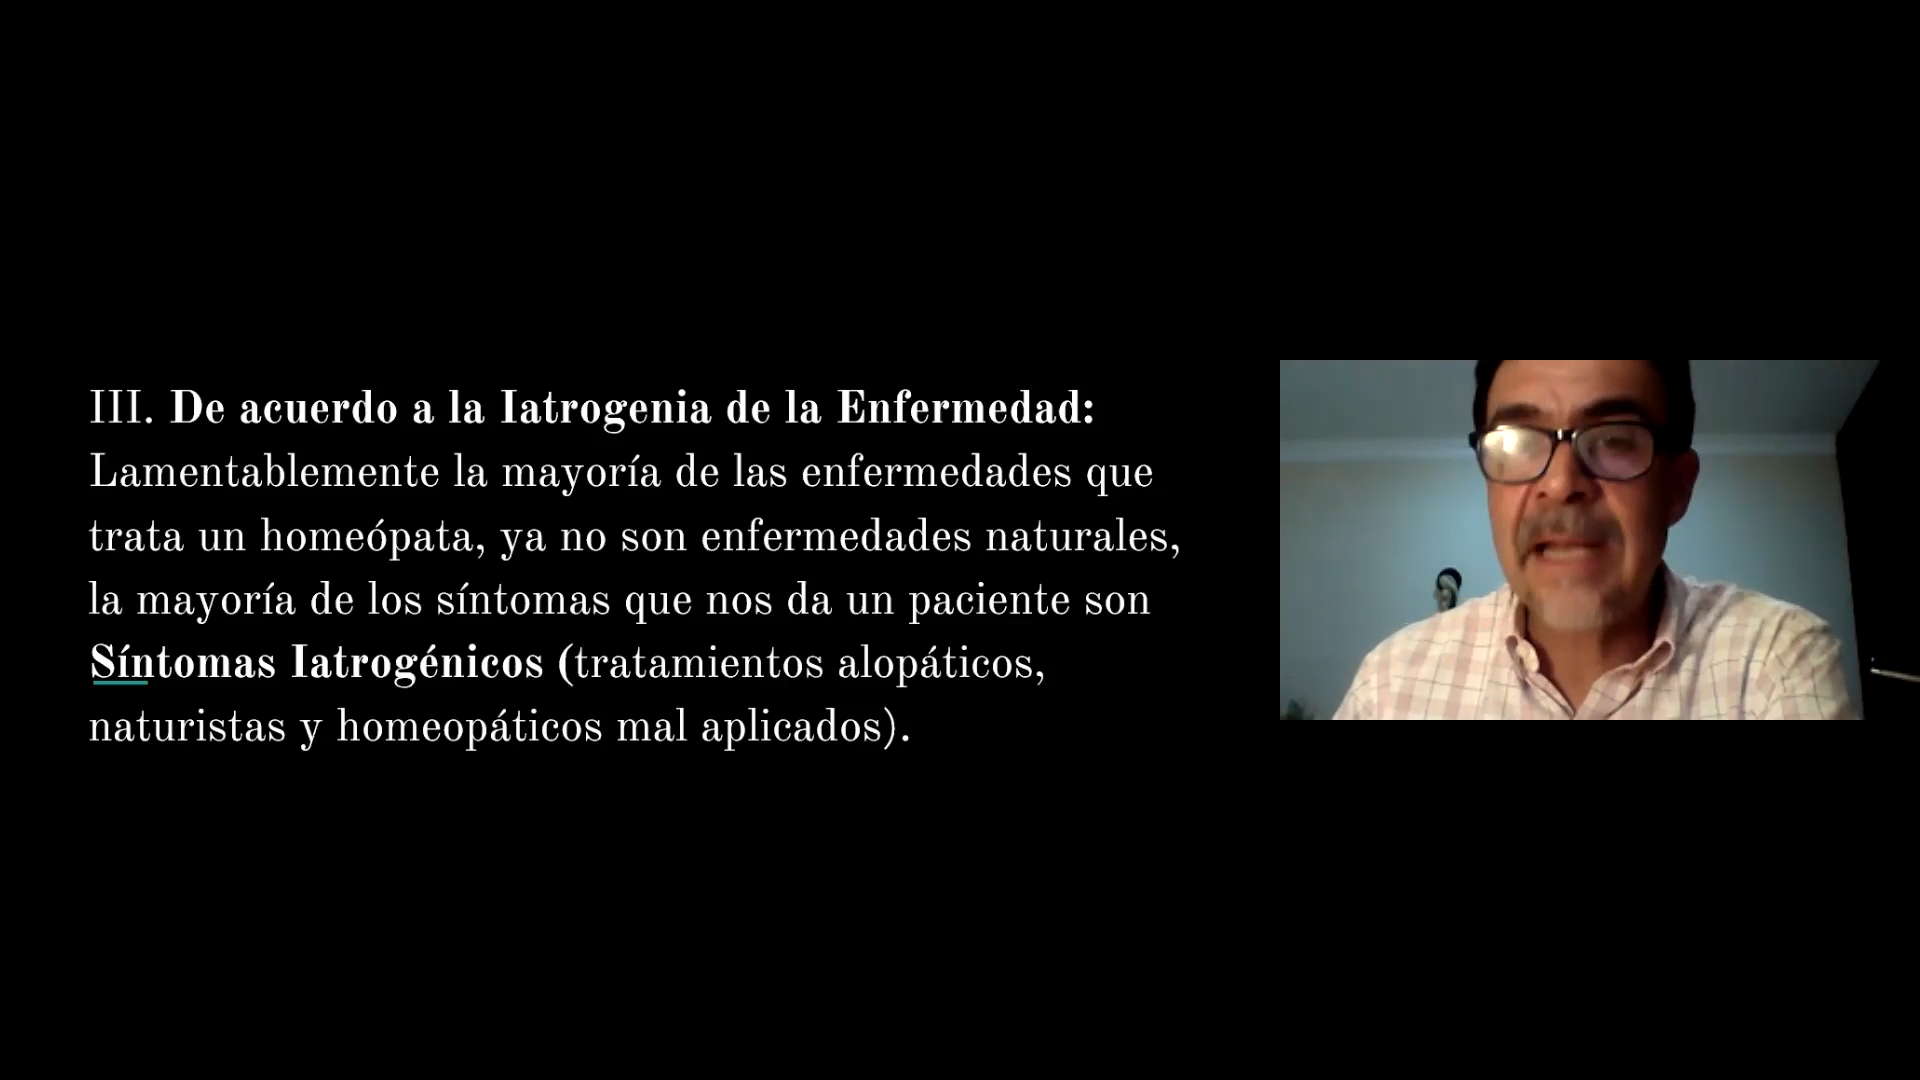 III. De acuerdo a la Iatrogenia de la Enfermedad:
Lamentablemente la mayoría de las enfermedades que
trata un homeópata, ya no son enfermedades naturales,
la mayoría de los síntomas que nos da un paciente son
Síntomas Iatrogénicos (tratamientos alopáticos,
naturistas y homeopáticos mal aplicados).